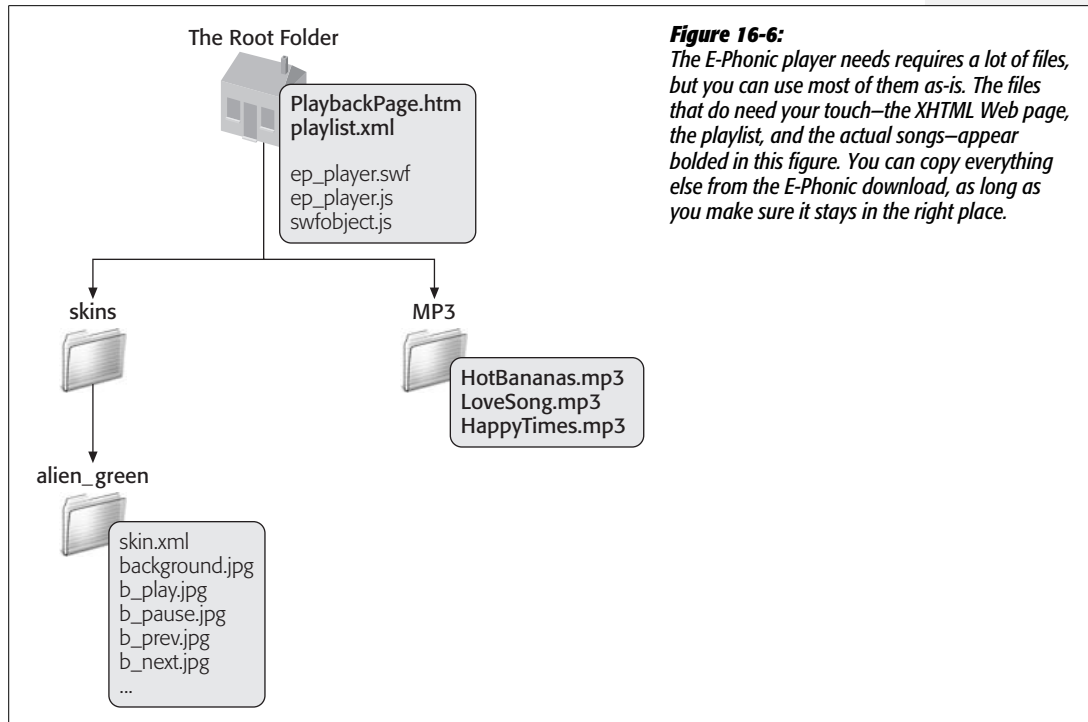 The Root Folder
PlaybackPage.htm
playlist.xml
ep_player.swf
ep_player.js
swfobject.js
skins
MP3
HotBananas.mp3
LoveSong.mp3
HappyTimes.mp3
alien_green
skin.xml
background.jpg
b_play.jpg
b_pause.jpg
b_prev.jpg
b_next.jpg
...
Figure 16-6:
The E-Phonic player needs requires a lot of files,
but you can use most of them as-is. The files
that do need your touch—the XHTML Web page,
the playlist, and the actual songs—appear
bolded in this figure. You can copy everything
else from the E-Phonic download, as long as
you make sure it stays in the right place.